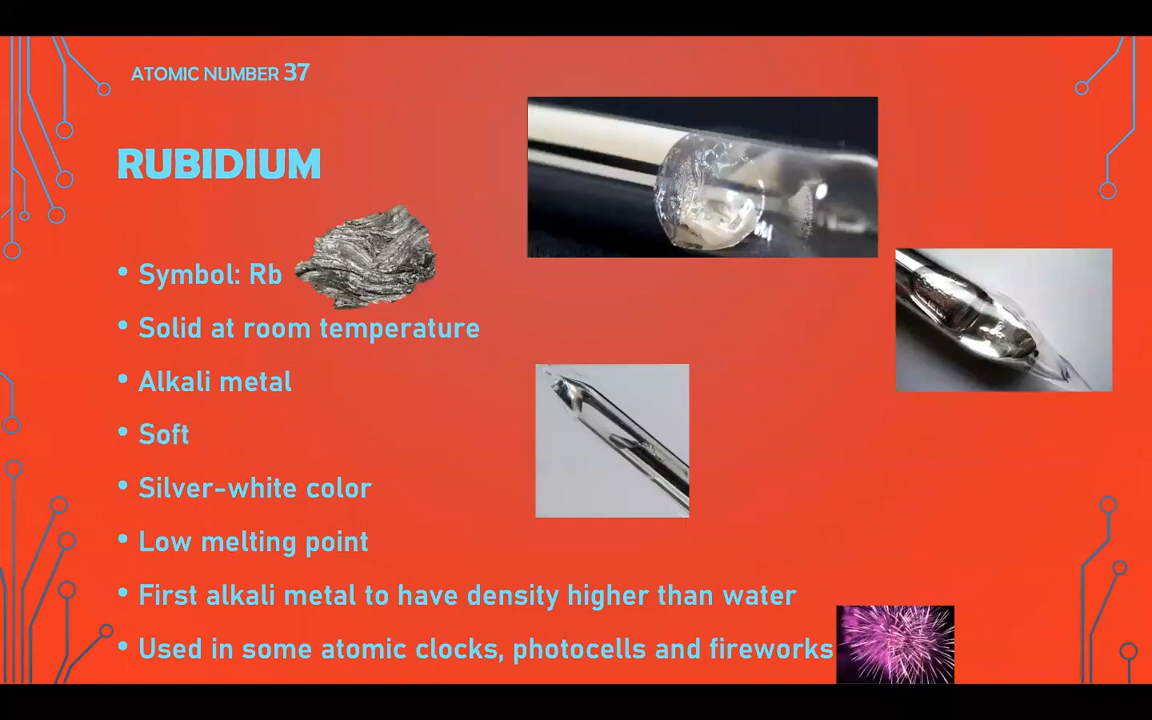 ATOMIC NUMBER 37
RUBIDIUM
• Symbol: Rb
• Solid at room temperature
• Alkali metal
• Soft
• Silver-white color
• Low melting point
• First alkali metal to have density higher than water
• Used in some atomic clocks, photocells and fireworks